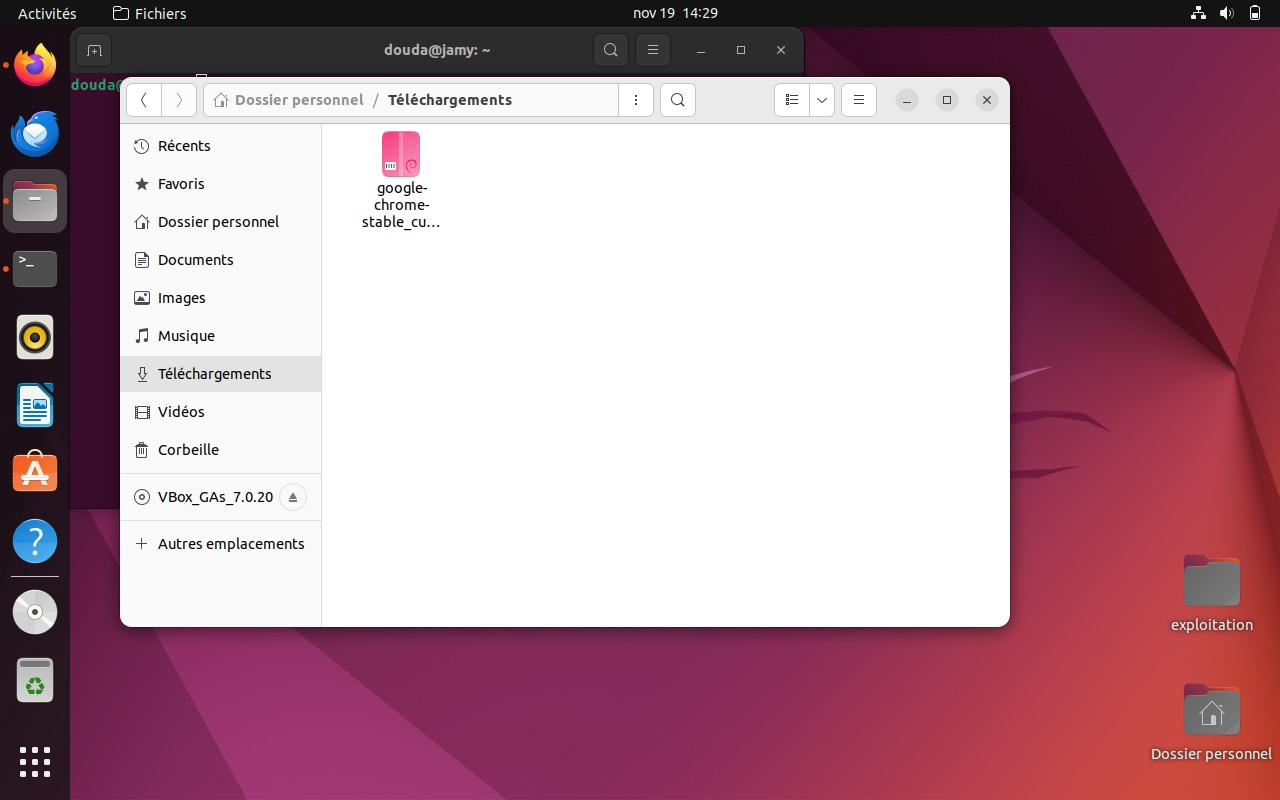 Activités
Fichiers
nov 19 14:29
douda@jamy: ~
douda@
Dossier personnel / Téléchargements
Récents
Favoris
Dossier personnel
Documents
Images
Musique
Téléchargements
Vidéos
Corbeille
VBox_GAs_7.0.20
Autres emplacements
google-
chrome-
stable_cu…
exploitation
Dossier personnel